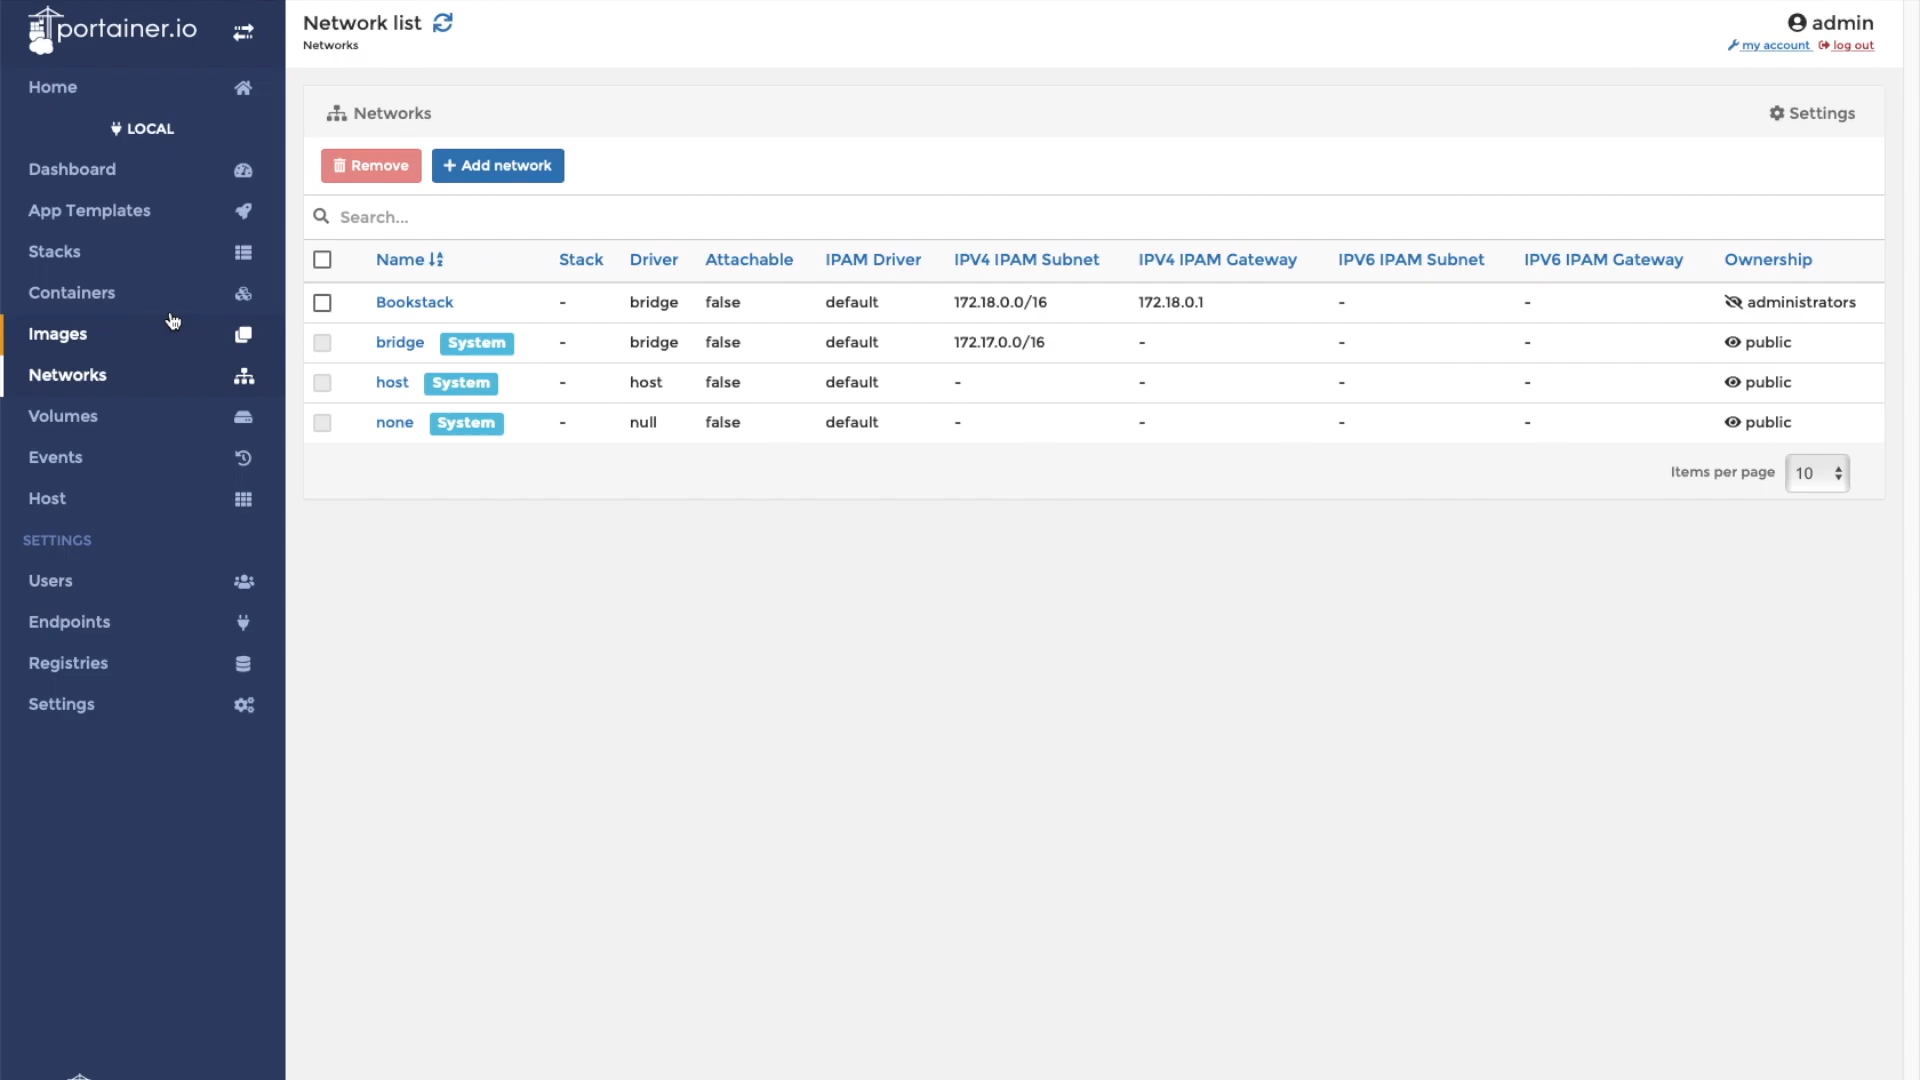 portainer.io
Home
LOCAL
Dashboard
App Templates
Stacks
Containers
Images
Networks
Volumes
Events
Host
SETTINGS
Users
Endpoints
Registries
Settings
Network list
Networks
admin
my account log out
Networks
Settings
Remove
+ Add network
Search...
Name Stack Driver Attachable IPAM Driver IPV4 IPAM Subnet IPV4 IPAM Gateway IPV6 IPAM Subnet IPV6 IPAM Gateway Ownership
Bookstack - bridge false default 172.18.0.0/16 172.18.0.1 - - administrators
bridge System - bridge false default 172.17.0.0/16 - - - public
host System - host false default - - - - public
none System - null false default - - - - public
Items per page 10